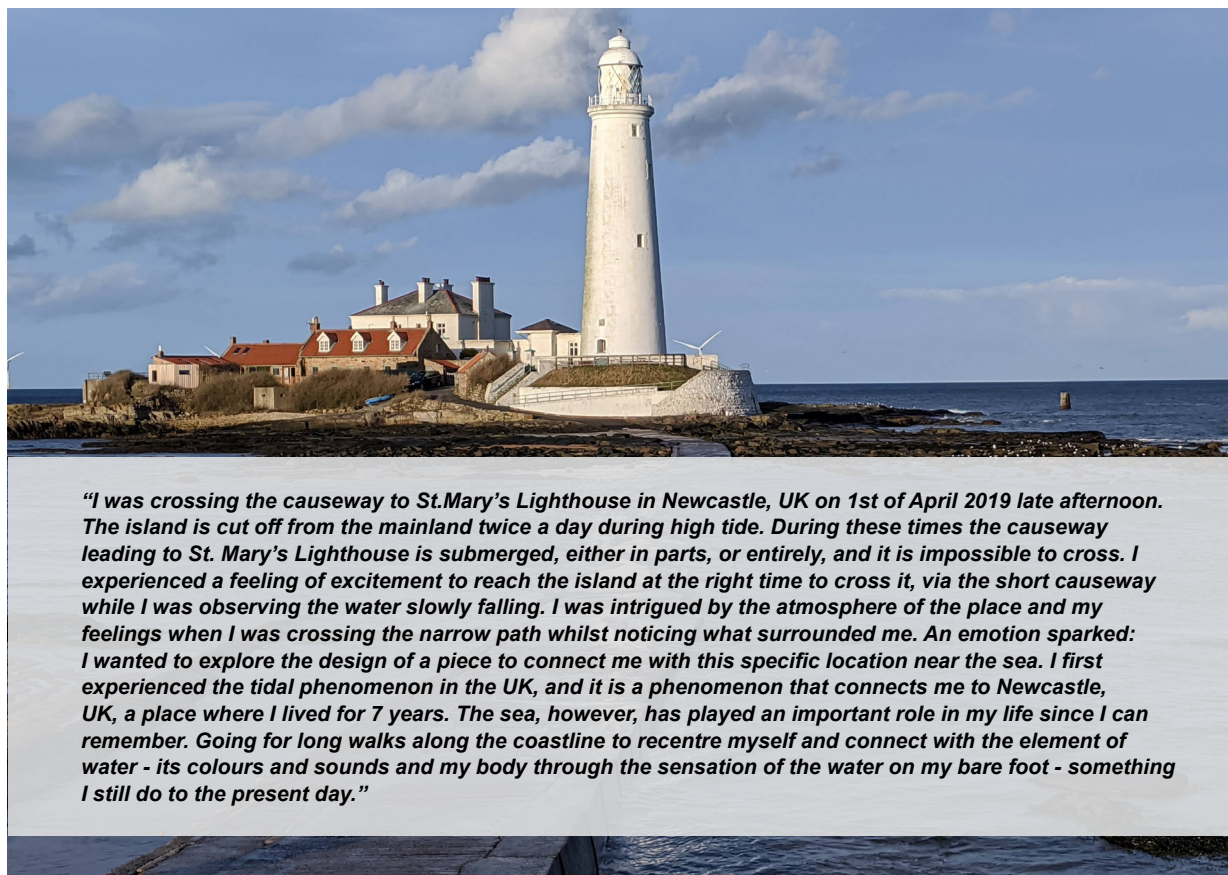 “I was crossing the causeway to St.Mary’s Lighthouse in Newcastle, UK on 1st of April 2019 late afternoon.
The island is cut off from the mainland twice a day during high tide. During these times the causeway
leading to St. Mary’s Lighthouse is submerged, either in parts, or entirely, and it is impossible to cross. I
experienced a feeling of excitement to reach the island at the right time to cross it, via the short causeway
while I was observing the water slowly falling. I was intrigued by the atmosphere of the place and my
feelings when I was crossing the narrow path whilst noticing what surrounded me. An emotion sparked:
I wanted to explore the design of a piece to connect me with this specific location near the sea. I first
experienced the tidal phenomenon in the UK, and it is a phenomenon that connects me to Newcastle,
UK, a place where I lived for 7 years. The sea, however, has played an important role in my life since I can
remember. Going for long walks along the coastline to recentre myself and connect with the element of
water - its colours and sounds and my body through the sensation of the water on my bare foot - something
I still do to the present day.”